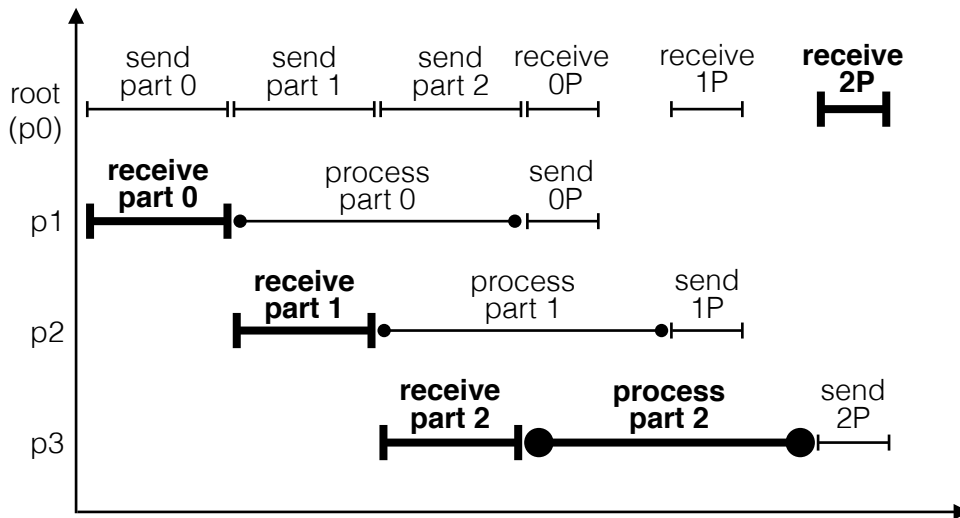 send
part 0
send
part 1
send
part 2
receive
0P
receive
1P
receive
2P
root
(p0)
receive
part 0
process
part 0
send
0P
p1
receive
part 1
process
part 1
send
1P
p2
receive
part 2
process
part 2
send
2P
p3